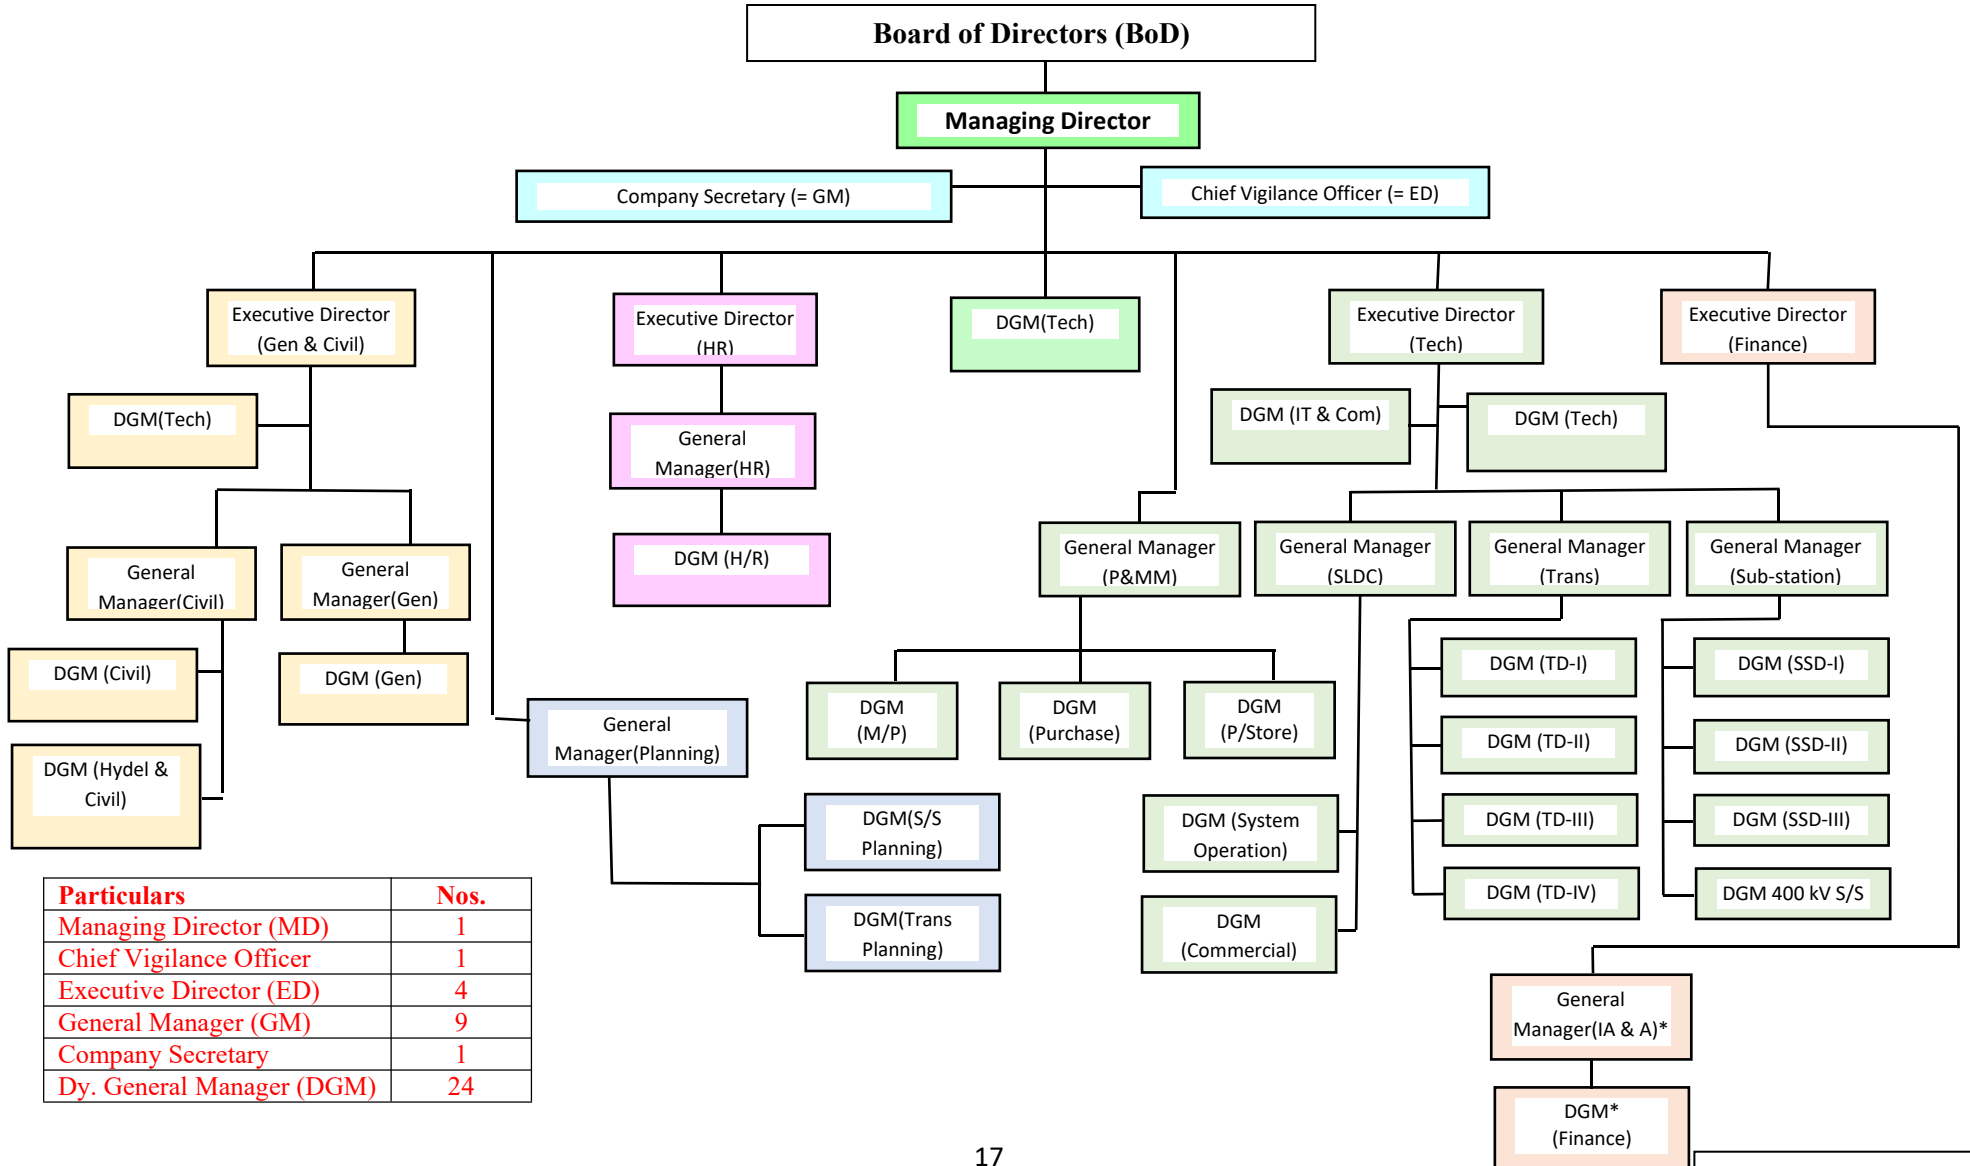 Board of Directors (BoD)
Managing Director
Company Secretary (= GM)
Chief Vigilance Officer (= ED)
Executive Director
(Gen & Civil)
Executive Director
(HR)
DGM(Tech)
Executive Director
(Tech)
Executive Director
(Finance)
DGM(Tech)
General
Manager(HR)
DGM (IT & Com)
DGM (Tech)
General
Manager(Civil)
General
Manager(Gen)
DGM (H/R)
General Manager
(P&MM)
General Manager
(SLDC)
General Manager
(Trans)
General Manager
(Sub-station)
DGM (Civil)
DGM (Gen)
DGM (Hydel &
Civil)
General
Manager(Planning)
DGM
(M/P)
DGM
(Purchase)
DGM
(P/Store)
DGM (TD-I)
DGM (SSD-I)
DGM (TD-II)
DGM (SSD-II)
DGM(S/S
Planning)
DGM (System
Operation)
DGM (TD-III)
DGM (SSD-III)
DGM(Trans
Planning)
DGM
(Commercial)
DGM (TD-IV)
DGM 400 kV S/S
Particulars Nos.
Managing Director (MD) 1
Chief Vigilance Officer 1
Executive Director (ED) 4
General Manager (GM) 9
Company Secretary 1
Dy. General Manager (DGM) 24
General
Manager(IA & A)*
DGM*
(Finance)
17